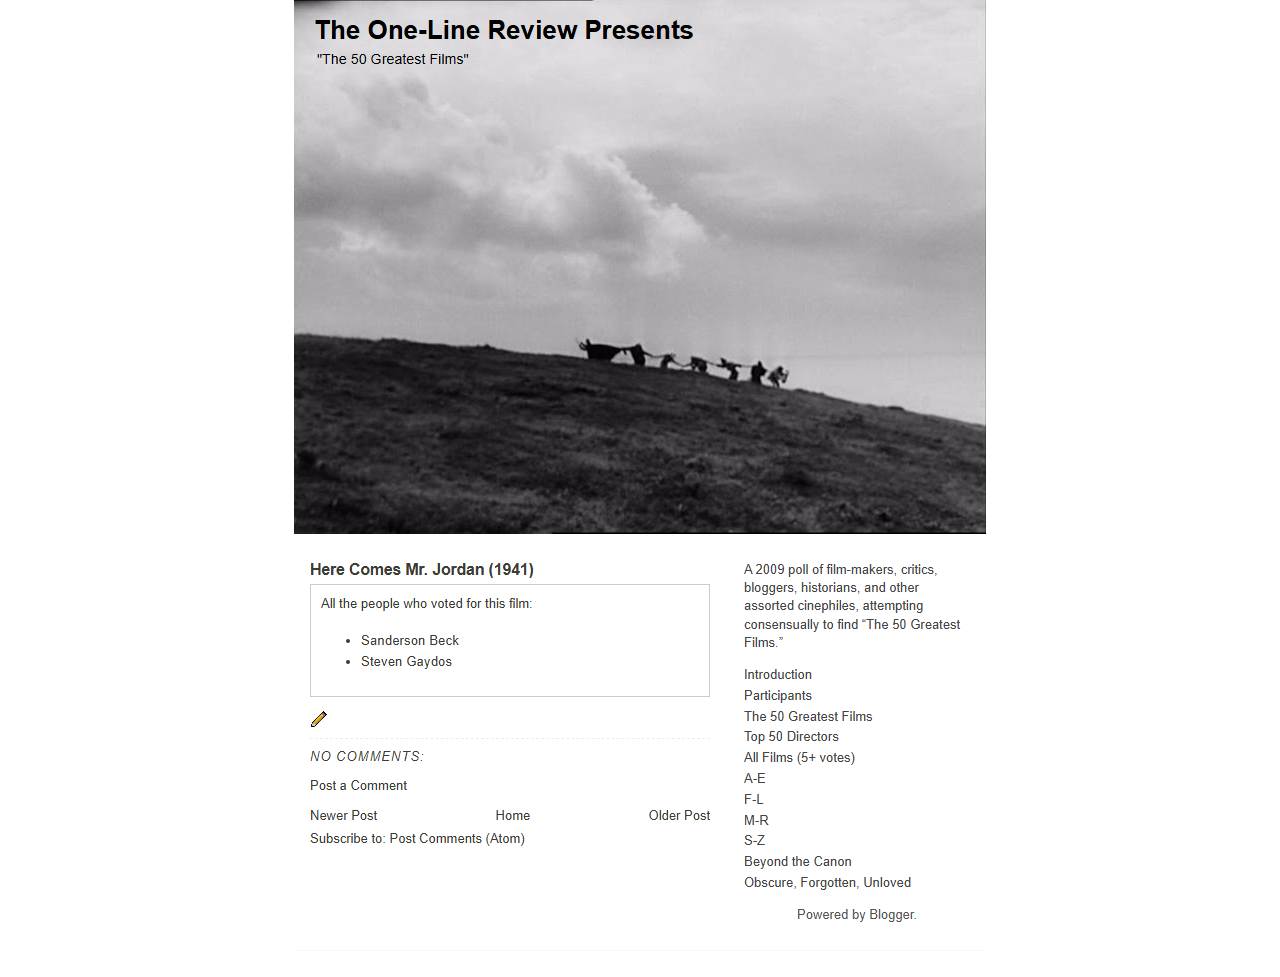 The One-Line Review Presents
"The 50 Greatest Films"
Here Comes Mr. Jordan (1941)
All the people who voted for this film:
• Sanderson Beck
• Steven Gaydos
NO COMMENTS:
Post a Comment
Newer Post Home Older Post
Subscribe to: Post Comments (Atom)
A 2009 poll of film-makers, critics,
bloggers, historians, and other
assorted cinephiles, attempting
consensually to find “The 50 Greatest
Films.”
Introduction
Participants
The 50 Greatest Films
Top 50 Directors
All Films (5+ votes)
A-E
F-L
M-R
S-Z
Beyond the Canon
Obscure, Forgotten, Unloved
Powered by Blogger.